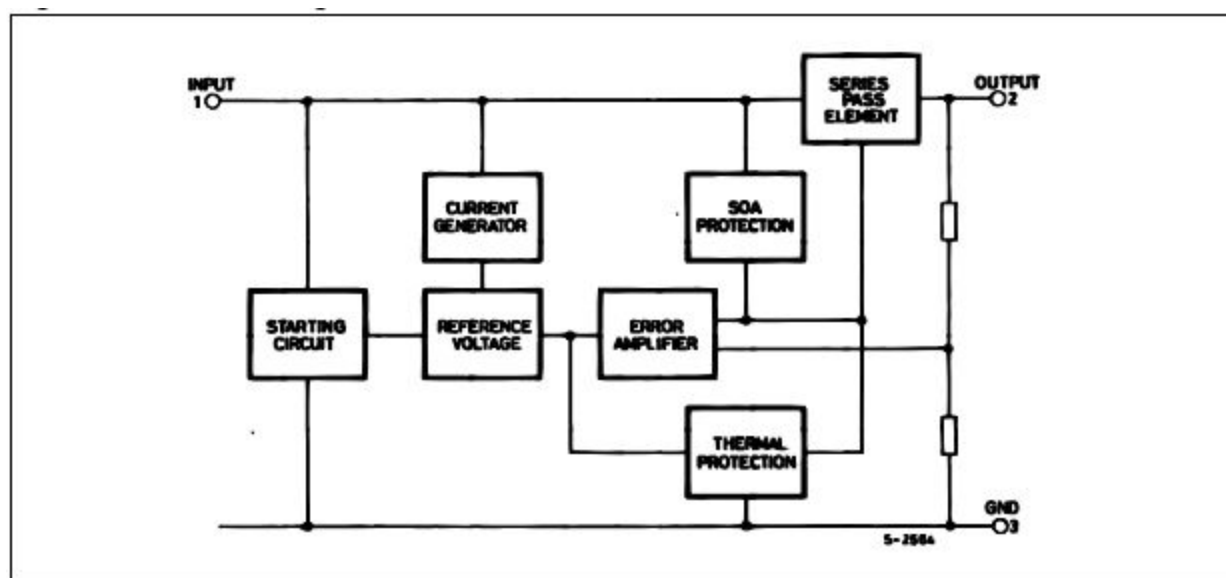 INPUT
1
SERIES
PASS
ELEMENT
OUTPUT
2
CURRENT
GENERATOR
SOA
PROTECTION
STARTING
CIRCUIT
REFERENCE
VOLTAGE
ERROR
AMPLIFIER
THERMAL
PROTECTION
GND
3
S-2564